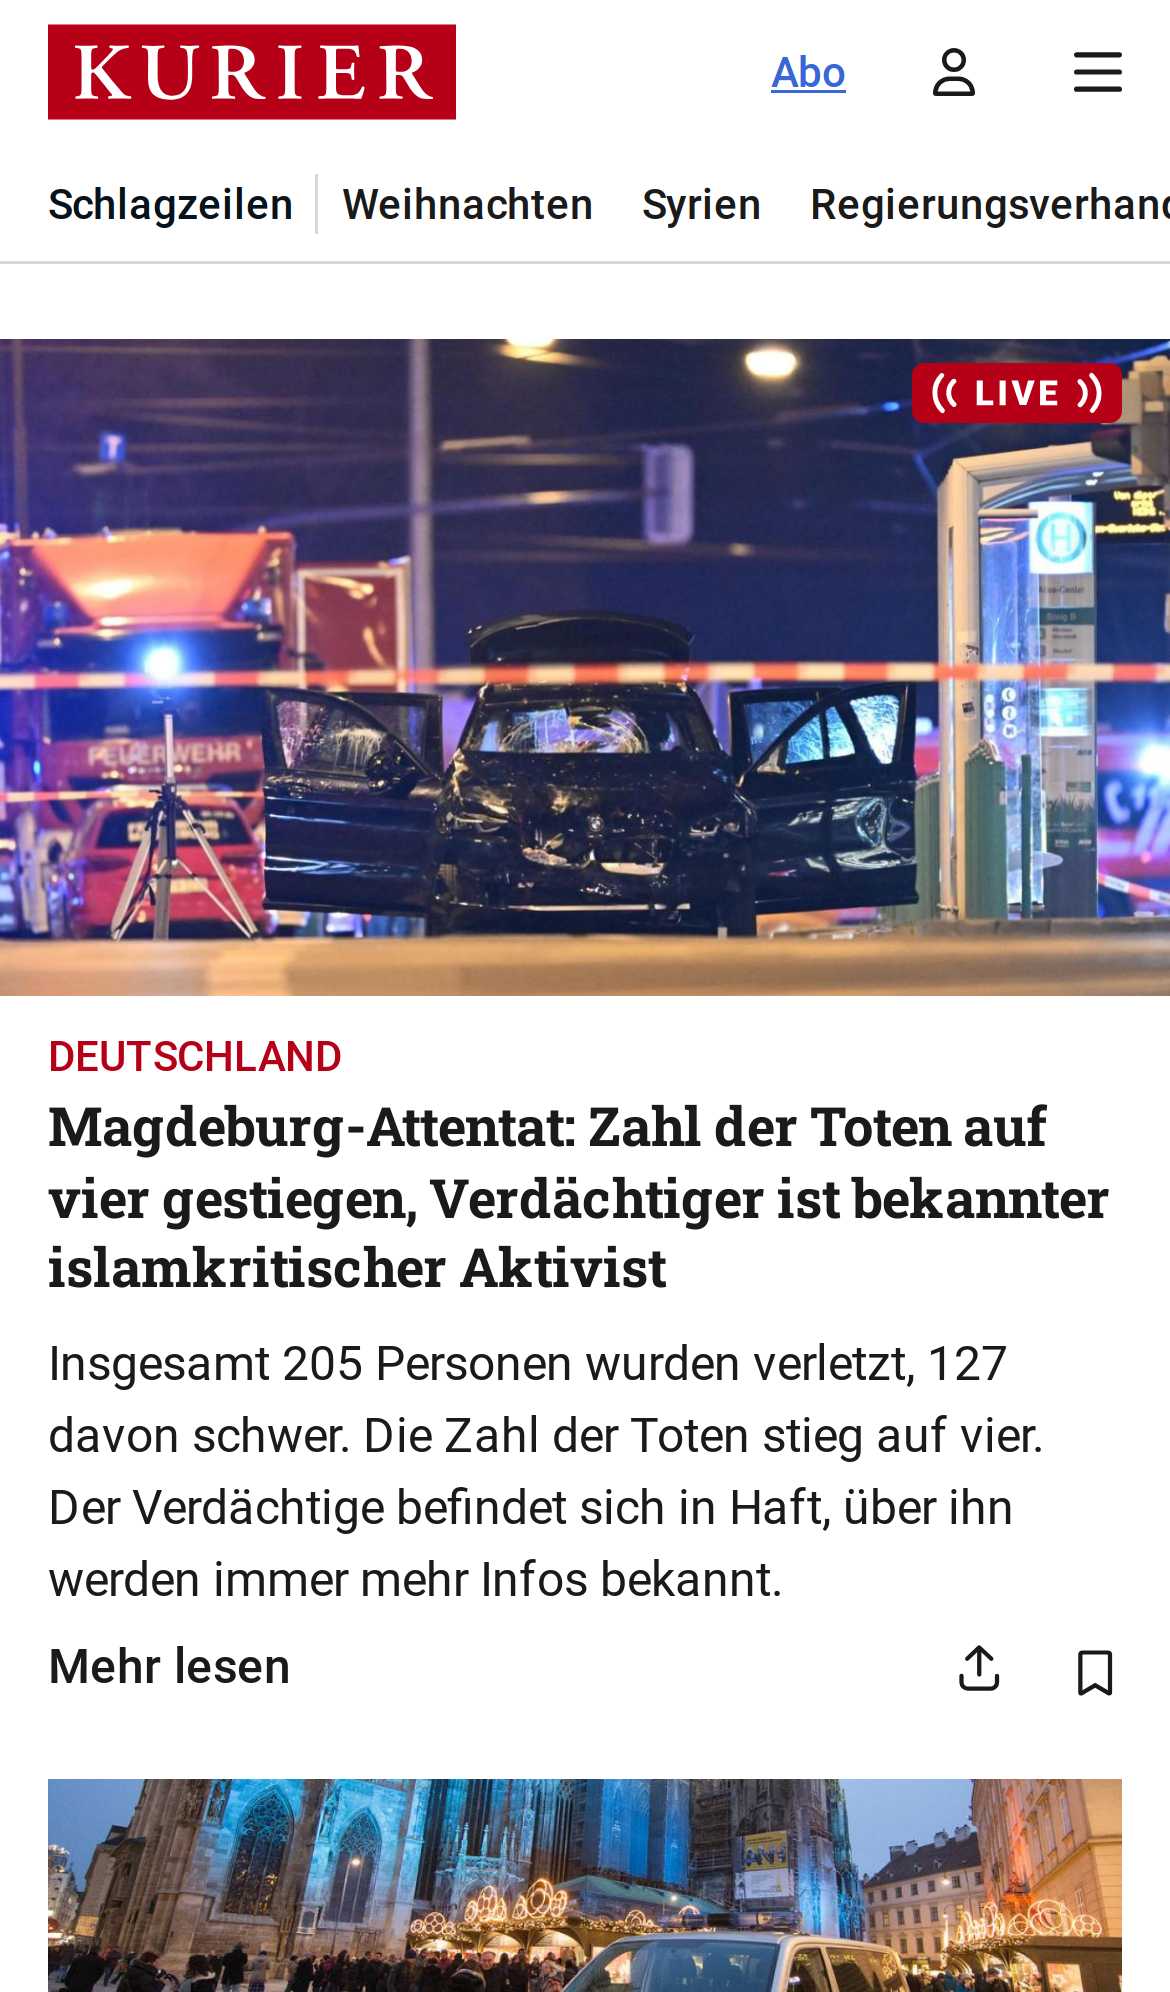 KURIER
Abo
Schlagzeilen
Weihnachten
Syrien
Regierungsverhand
LIVE
H
FEUERWEHR
DEUTSCHLAND
Magdeburg-Attentat: Zahl der Toten auf
vier gestiegen, Verdächtiger ist bekannter
islamkritischer Aktivist
Insgesamt 205 Personen wurden verletzt, 127
davon schwer. Die Zahl der Toten stieg auf vier.
Der Verdächtige befindet sich in Haft, über ihn
werden immer mehr Infos bekannt.
Mehr lesen